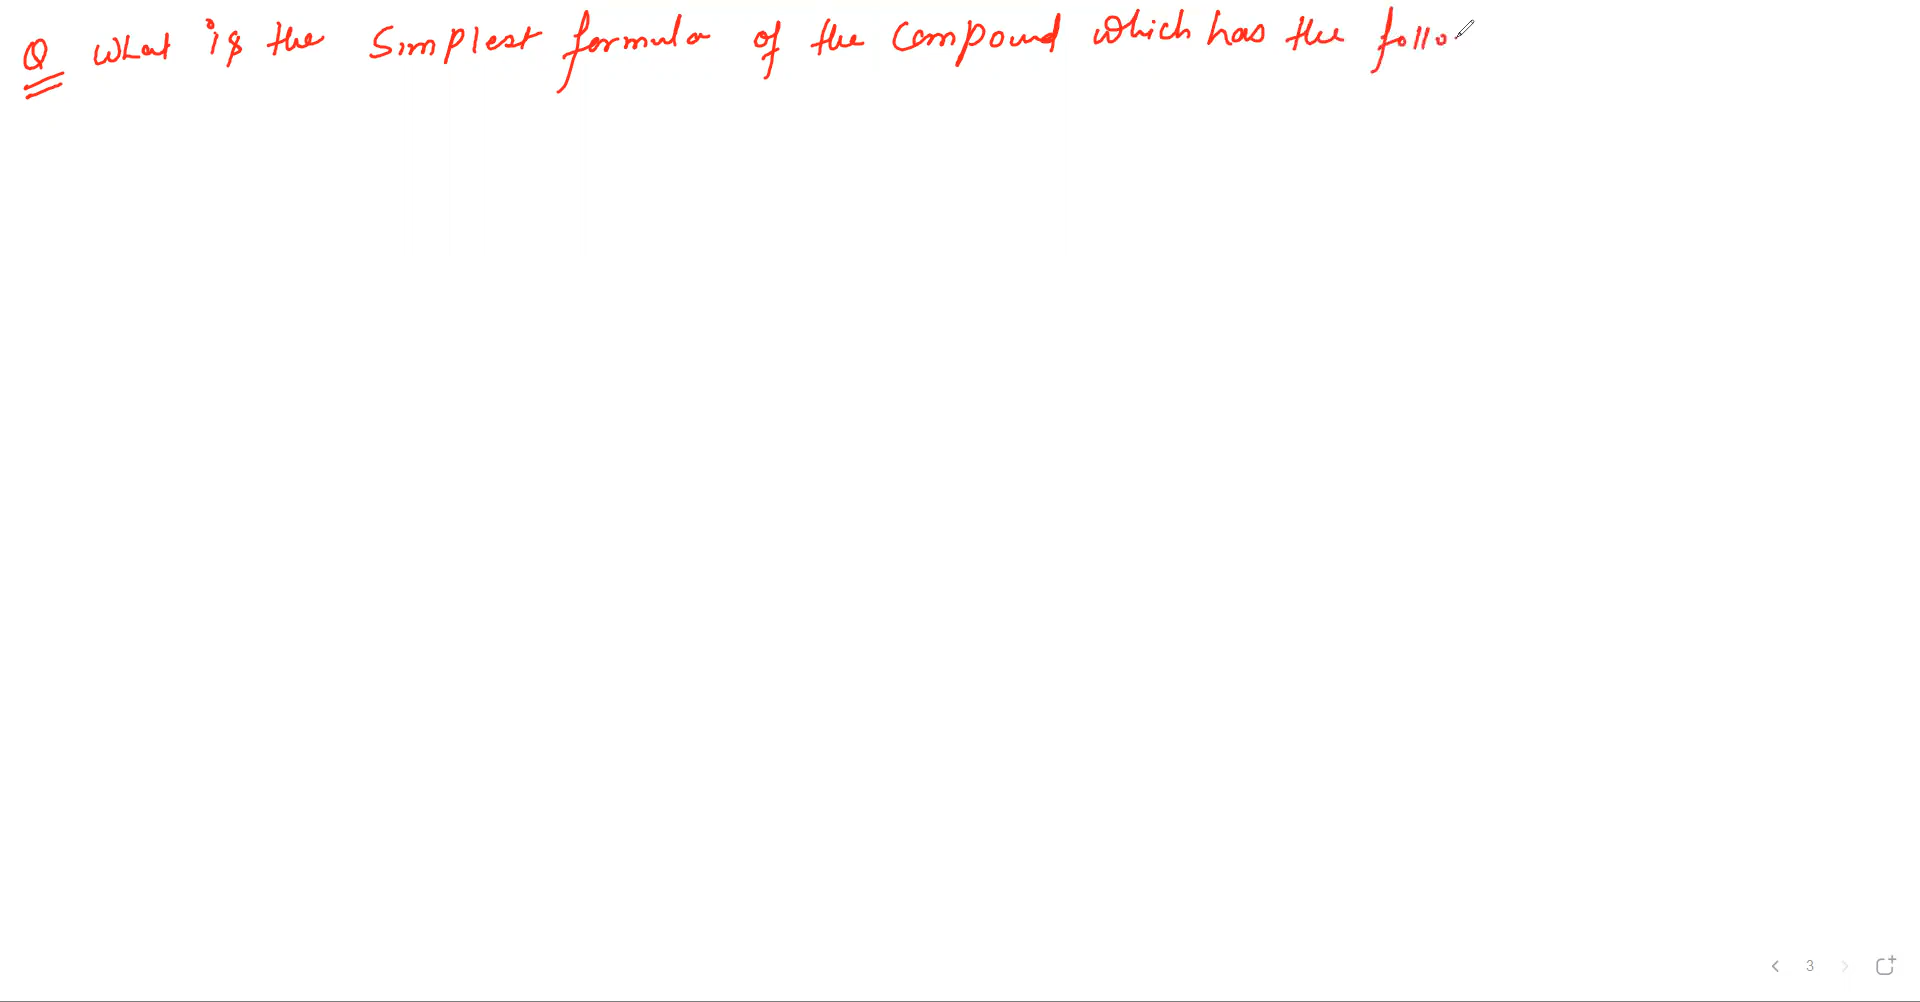 Q what is the simplest formula of the compound which has the follo
3